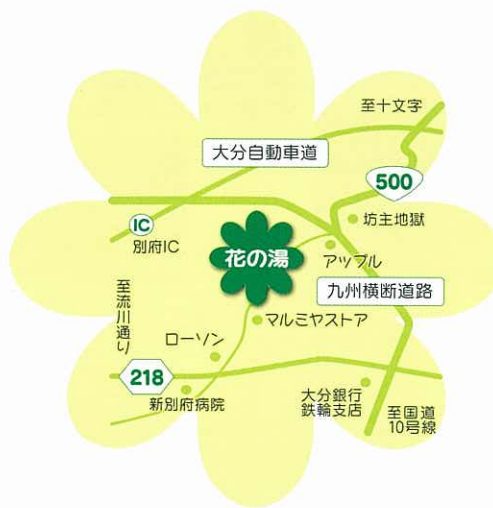 至十文字
大分自動車道
500
坊主地獄
IC
別府IC
花の湯
アップル
九州横断道路
至流川通り
マルミヤストア
ローソン
218
新別府病院
大分銀行
鉄輪支店
至国道
10号線